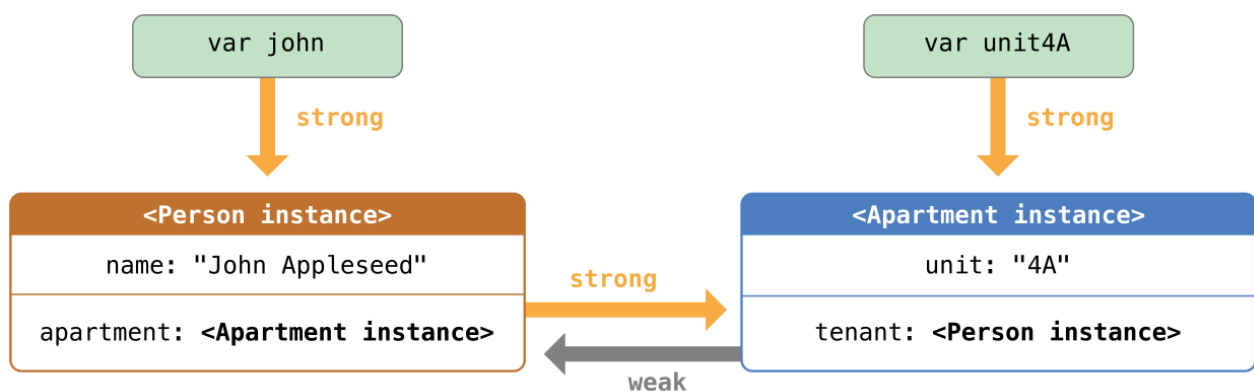 var john
var unit4A
strong
strong
<Person instance>
<Apartment instance>
name: "John Appleseed"
unit: "4A"
strong
apartment: <Apartment instance>
tenant: <Person instance>
weak